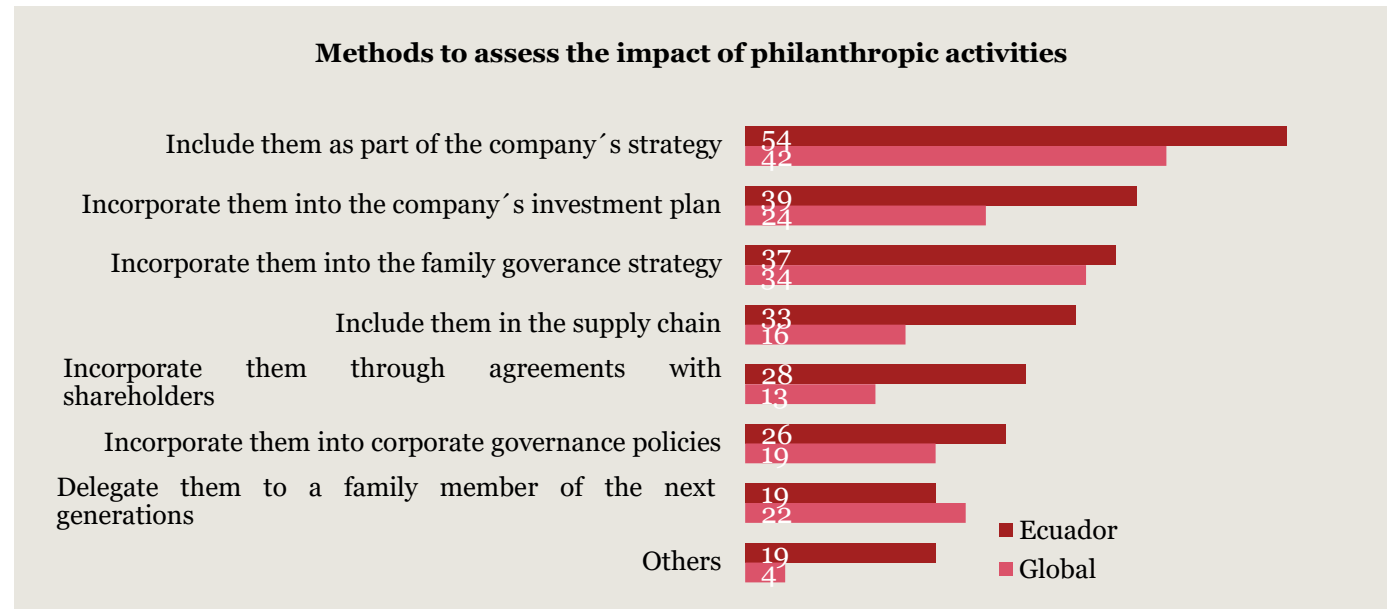 Methods to assess the impact of philanthropic activities
Include them as part of the company´s strategy
54
42
Incorporate them into the company´s investment plan
39
24
Incorporate them into the family goverance strategy
37
34
Include them in the supply chain
33
16
Incorporate them through agreements with
shareholders
28
13
Incorporate them into corporate governance policies
26
19
Delegate them to a family member of the next
generations
19
22
Others
19
4
Ecuador
Global